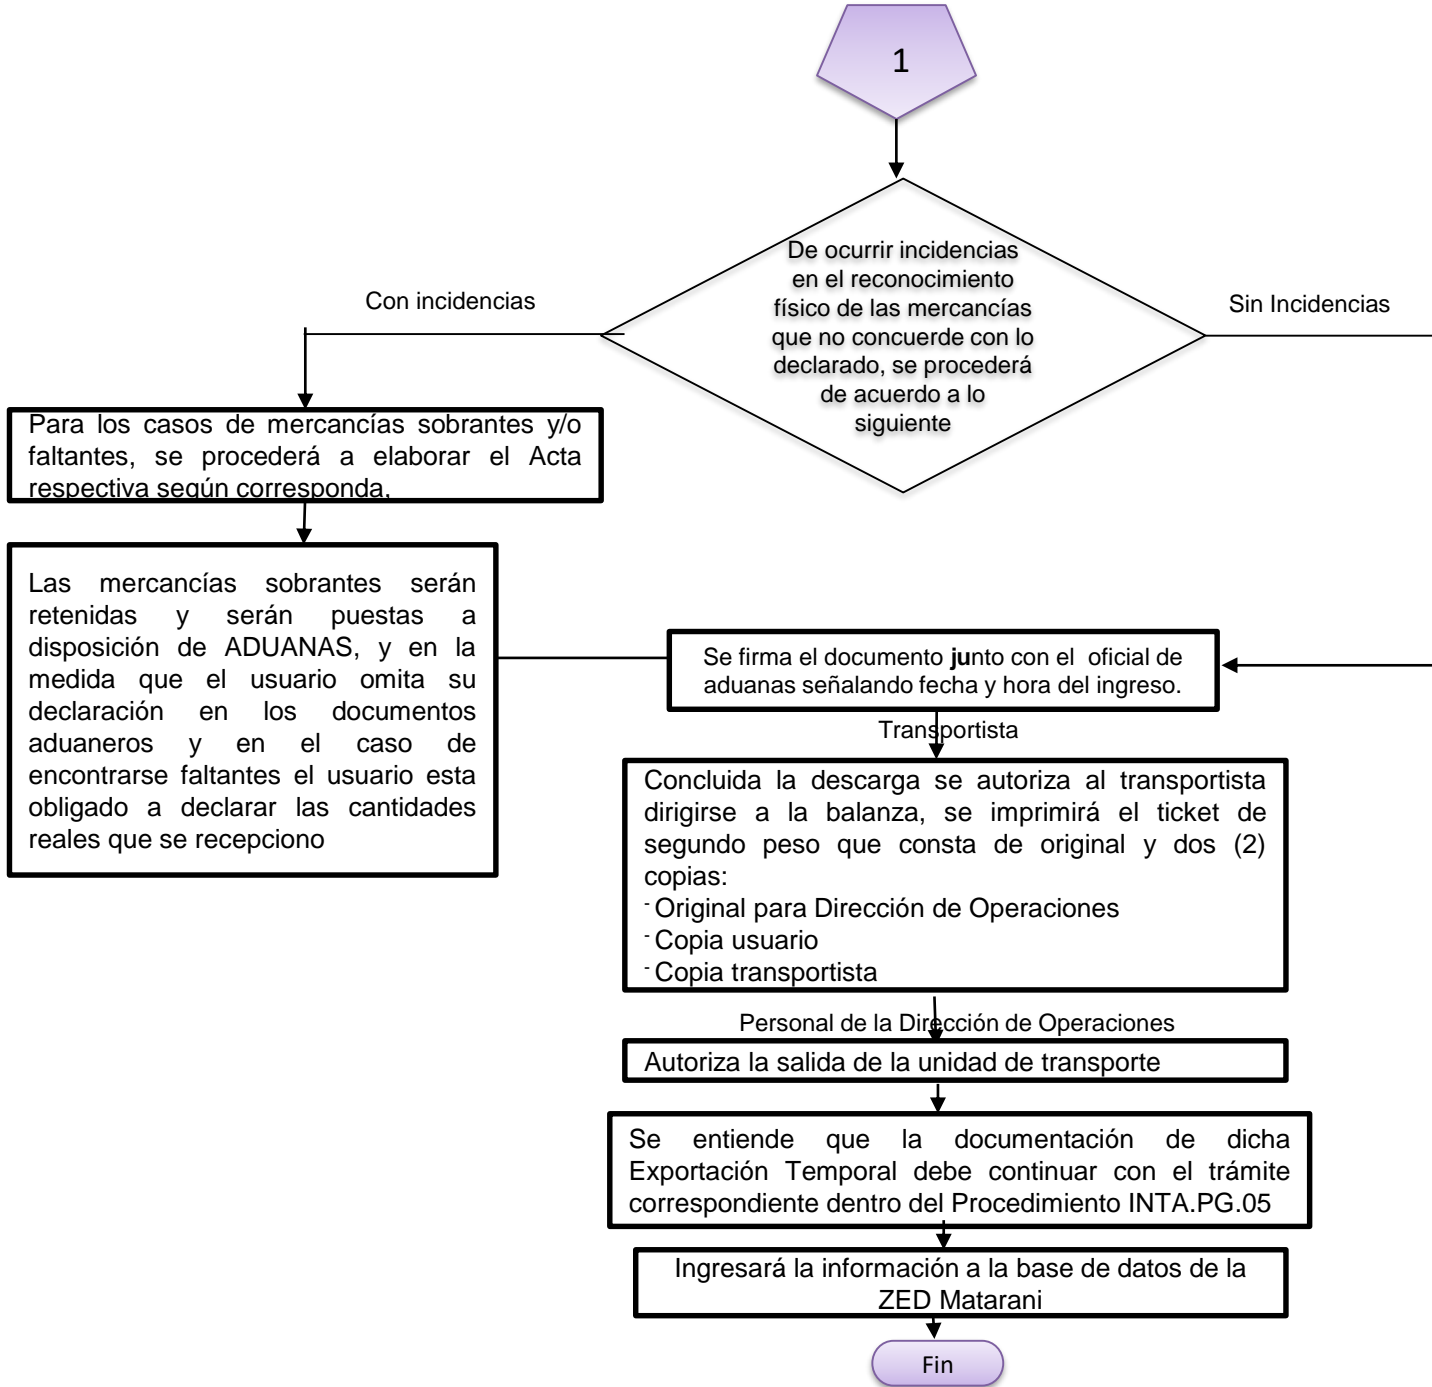 1
De ocurrir incidencias
en el reconocimiento
físico de las mercancías
que no concuerde con lo
declarado, se procederá
de acuerdo a lo
siguiente
Con incidencias
Sin Incidencias
Para los casos de mercancías sobrantes y/o
faltantes, se procederá a elaborar el Acta
respectiva según corresponda,
Las mercancías sobrantes serán
retenidas y serán puestas a
disposición de ADUANAS, y en la
medida que el usuario omita su
declaración en los documentos
aduaneros y en el caso de
encontrarse faltantes el usuario esta
obligado a declarar las cantidades
reales que se recepciono
Se firma el documento junto con el oficial de
aduanas señalando fecha y hora del ingreso.
Transportista
Concluida la descarga se autoriza al transportista
dirigirse a la balanza, se imprimirá el ticket de
segundo peso que consta de original y dos (2)
copias:
- Original para Dirección de Operaciones
- Copia usuario
- Copia transportista
Personal de la Dirección de Operaciones
Autoriza la salida de la unidad de transporte
Se entiende que la documentación de dicha
Exportación Temporal debe continuar con el trámite
correspondiente dentro del Procedimiento INTA.PG.05
Ingresará la información a la base de datos de la
ZED Matarani
Fin